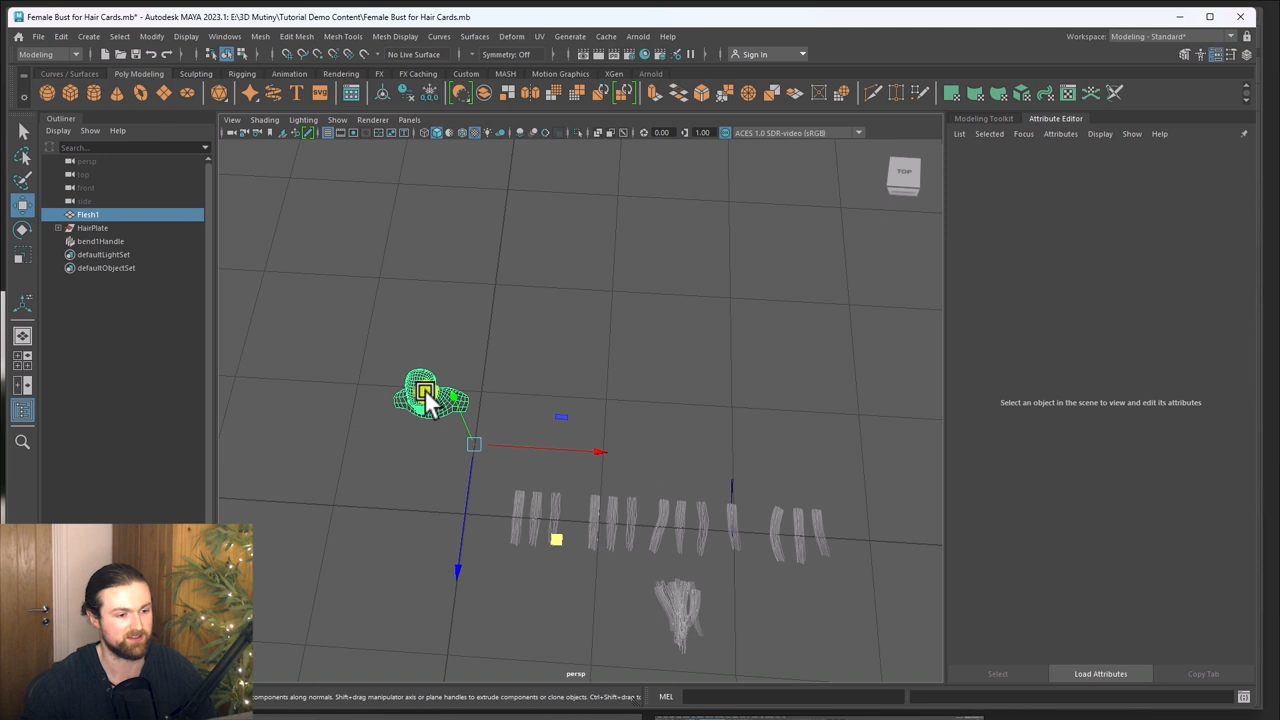 Female Bust for Hair Cards.mb* - Autodesk MAYA 2023.1: E:\3D Mutiny\Tutorial Demo Content\Female Bust for Hair Cards.mb
File Edit Create Select Modify Display Windows Mesh Edit Mesh Mesh Tools Mesh Display Curves Surfaces Deform UV Generate Cache Arnold Help
Workspace: Modeling - Standard*
Modeling
No Live Surface
Symmetry: Off
Sign In
Curves / Surfaces Poly Modeling Sculpting Rigging Animation Rendering FX FX Caching Custom MASH Motion Graphics XGen Arnold
SVG
0,0,0
Outliner
Display Show Help
Search...
persp
top
front
side
Flesh1
HairPlate
bend1Handle
defaultLightSet
defaultObjectSet
View Shading Lighting Show Renderer Panels
0.00
1.00
ACES 1.0 SDR-video (sRGB)
TOP
persp
Modeling Toolkit Attribute Editor
List Selected Focus Attributes Display Show Help
Select an object in the scene to view and edit its attributes
Select Load Attributes Copy Tab
components along normals. Shift+drag manipulator axis or plane handles to extrude components or clone objects. Ctrl+Shift+drag to
MEL